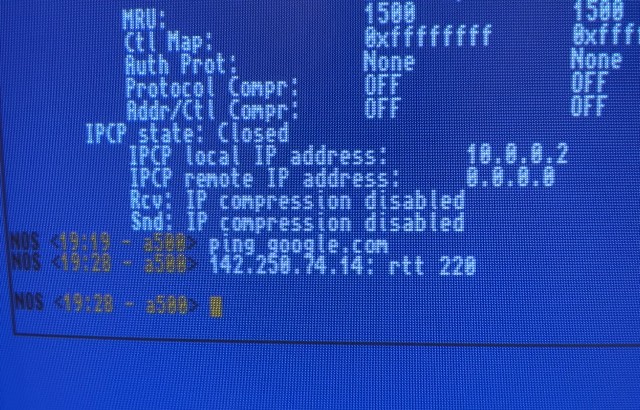 MRU: 1500 1500
Ctl Map: 0xffffffff 0xfff
Auth Prot: None None
Protocol Compr: OFF OFF
Addr/Ctl Compr: OFF OFF
IPCP state: Closed
IPCP local IP address: 10.0.0.2
IPCP remote IP address: 0.0.0.0
Rcv: IP compression disabled
Snd: IP compression disabled
NOS <19:19 - a500> ping google.com
NOS <19:28 - a500> 142.250.74.14: rtt 220
NOS <19:28 - a500>